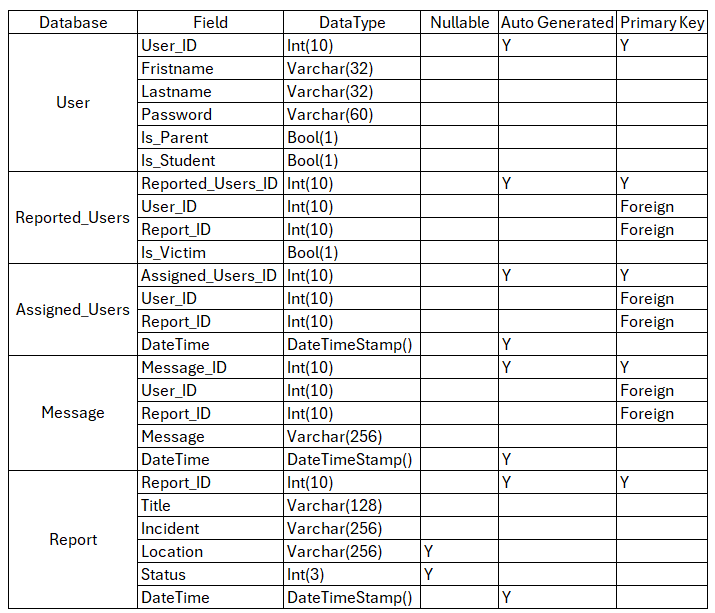 Database Field DataType Nullable Auto Generated Primary Key
User_ID Int(10) Y Y
Fristname Varchar(32)
Lastname Varchar(32)
User
Password Varchar(60)
Is_Parent Bool(1)
Is_Student Bool(1)
Reported_Users_ID Int(10) Y Y
User_ID Int(10) Foreign
Reported_Users
Report_ID Int(10) Foreign
Is_Victim Bool(1)
Assigned_Users_ID Int(10) Y Y
User_ID Int(10) Foreign
Assigned_Users
Report_ID Int(10) Foreign
DateTime DateTimeStamp() Y
Message_ID Int(10) Y Y
User_ID Int(10) Foreign
Message Report_ID Int(10) Foreign
Message Varchar(256)
DateTime DateTimeStamp() Y
Report_ID Int(10) Y Y
Title Varchar(128)
Incident Varchar(256)
Report
Location Varchar(256) Y
Status Int(3) Y
DateTime DateTimeStamp() Y